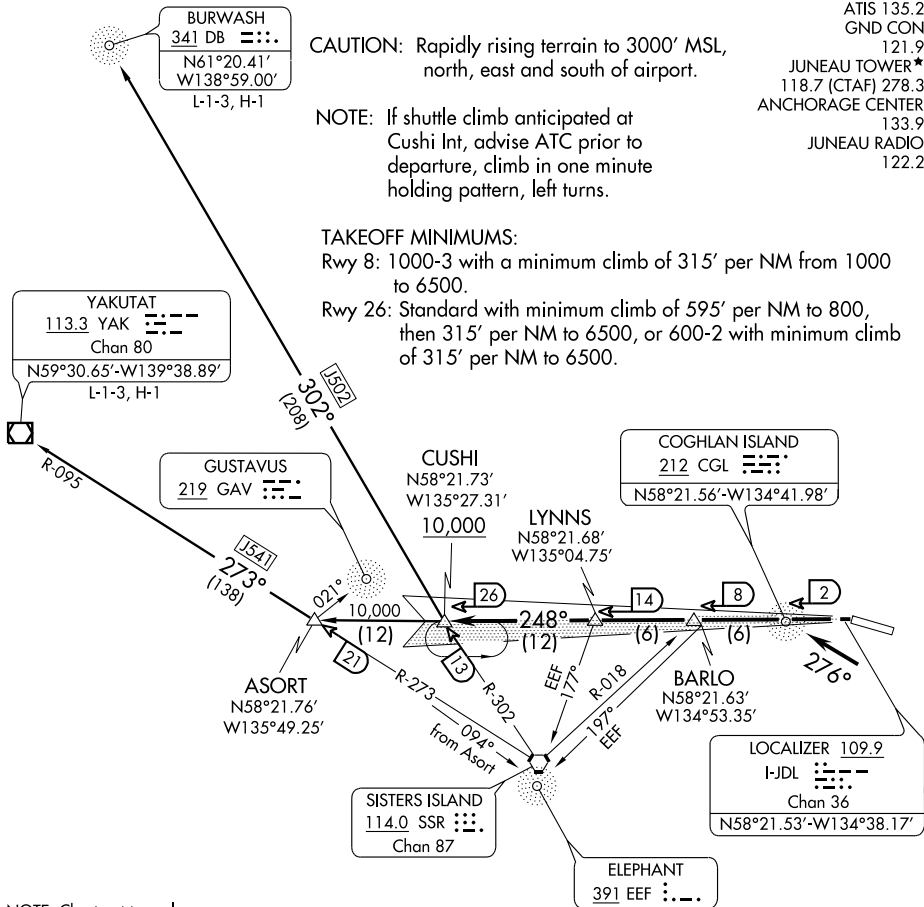 BURWASH
341 DB
N61°20.41'
W138°59.00'
L-1-3, H-1
CAUTION: Rapidly rising terrain to 3000' MSL,
north, east and south of airport.
NOTE: If shuttle climb anticipated at
Cushi Int, advise ATC prior to
departure, climb in one minute
holding pattern, left turns.
ATIS 135.2
GND CON
121.9
JUNEAU TOWER★
118.7 (CTAF) 278.3
ANCHORAGE CENTER
133.9
JUNEAU RADIO
122.2
TAKEOFF MINIMUMS:
Rwy 8: 1000-3 with a minimum climb of 315' per NM from 1000
to 6500.
Rwy 26: Standard with minimum climb of 595' per NM to 800,
then 315' per NM to 6500, or 600-2 with minimum climb
of 315' per NM to 6500.
YAKUTAT
113.3 YAK
Chan 80
N59°30.65'-W139°38.89'
L-1-3, H-1
J502
302°
(208)
R-095
GUSTAVUS
219 GAV
CUSHI
N58°21.73'
W135°27.31'
10,000
LYNNS
N58°21.68'
W135°04.75'
COGHLAN ISLAND
212 CGL
N58°21.56'-W134°41.98'
J541
273°
(138)
021°
10,000
(12)
26
248°
(12)
14
(6)
8
(6)
2
276°
21
13
ASORT
N58°21.76'
W135°49.25'
R-273
094°
from Asort
R-302
EEF
177°
R-018
197°
EEF
BARLO
N58°21.63'
W134°53.35'
LOCALIZER 109.9
I-JDL
Chan 36
N58°21.53'-W134°38.17'
SISTERS ISLAND
114.0 SSR
Chan 87
ELEPHANT
391 EEF